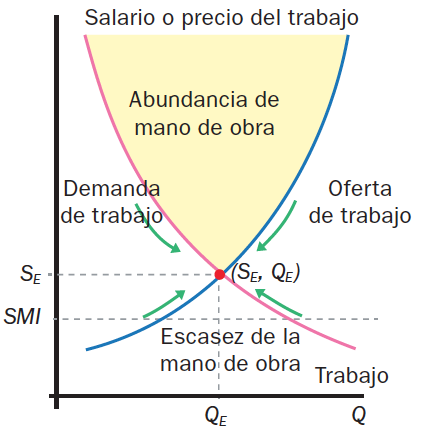 Salario o precio del trabajo
Abundancia de
mano de obra
Demanda
de trabajo
Oferta
de trabajo
SE
(SE, QE)
SMI
Escasez de la
mano de obra
Trabajo
QE
Q